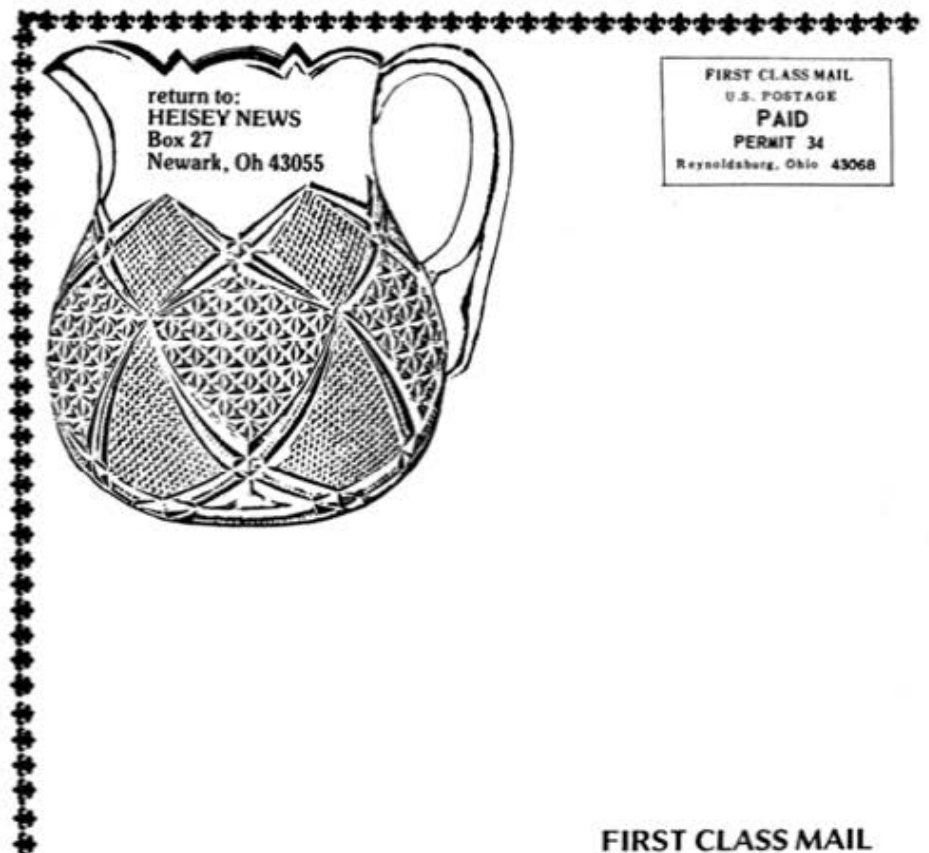 return to:
HEISEY NEWS
Box 27
Newark, Oh 43055
FIRST CLASS MAIL
U.S. POSTAGE
PAID
PERMIT 34
Reynoldsburg, Ohio 43068
FIRST CLASS MAIL